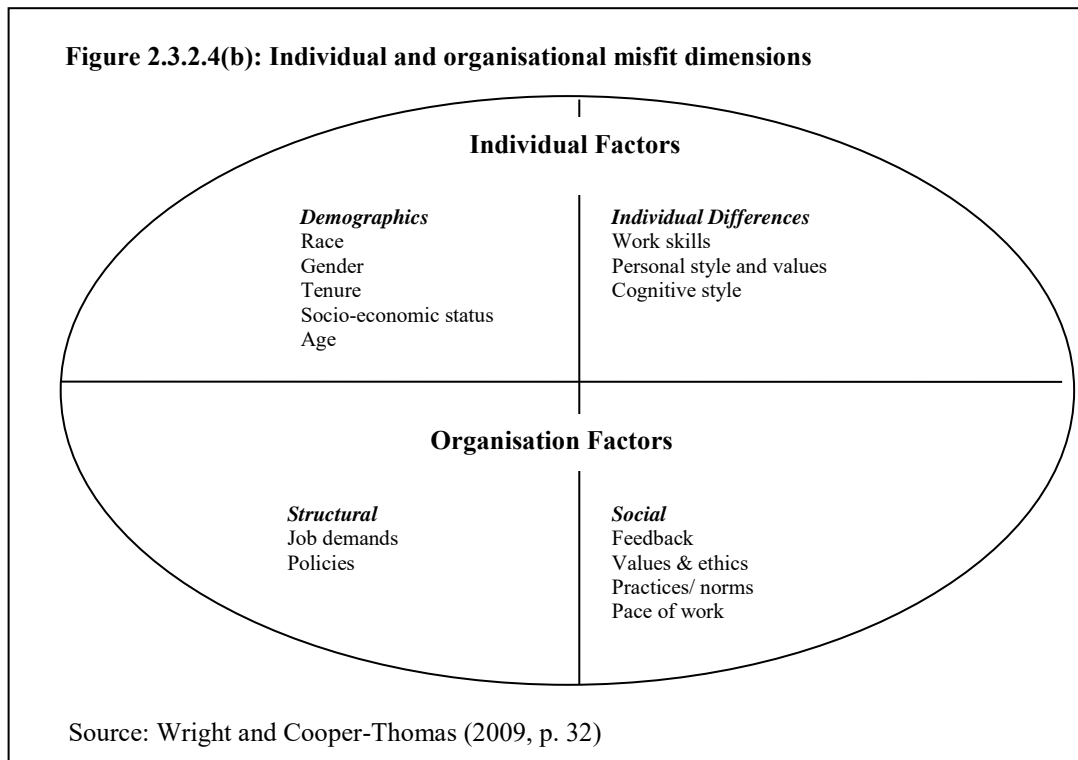 Figure 2.3.2.4(b): Individual and organisational misfit dimensions
Individual Factors
Demographics
Race
Gender
Tenure
Socio-economic status
Age
Individual Differences
Work skills
Personal style and values
Cognitive style
Organisation Factors
Structural
Job demands
Policies
Social
Feedback
Values & ethics
Practices/ norms
Pace of work
Source: Wright and Cooper-Thomas (2009, p. 32)